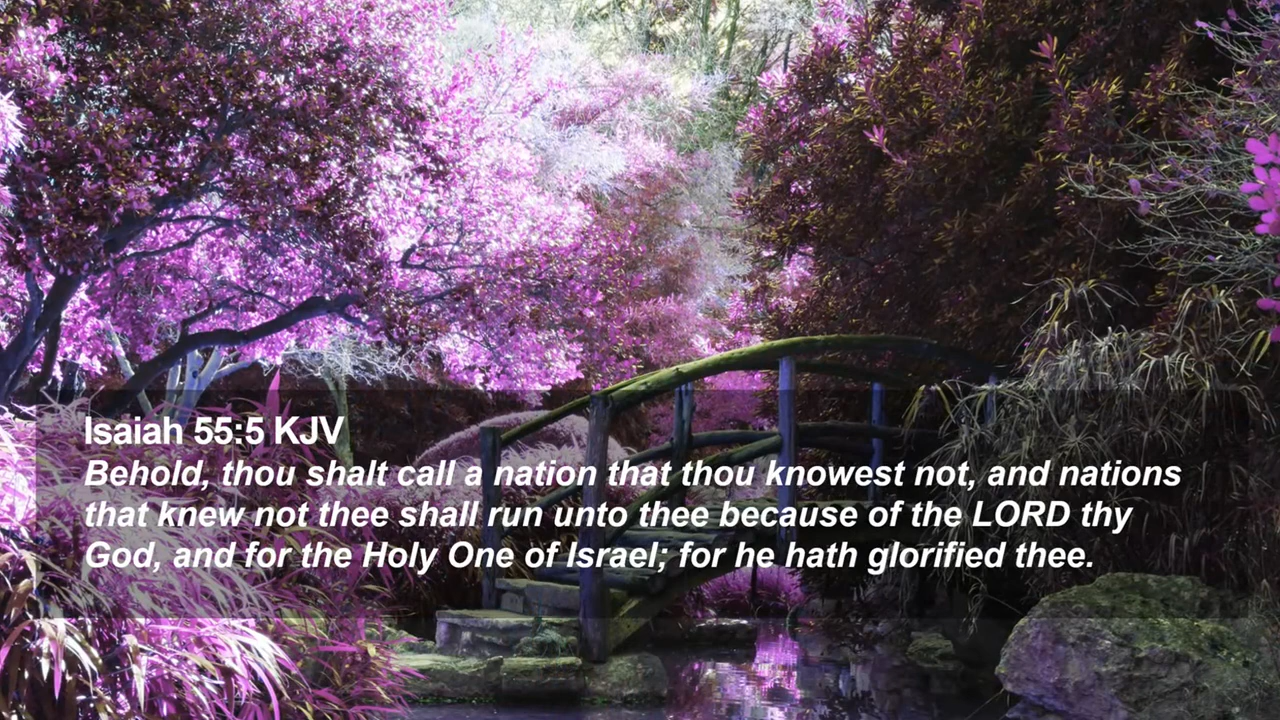 Isaiah 55:5 KJV
Behold, thou shalt call a nation that thou knowest not, and nations
that knew not thee shall run unto thee because of the LORD thy
God, and for the Holy One of Israel; for he hath glorified thee.